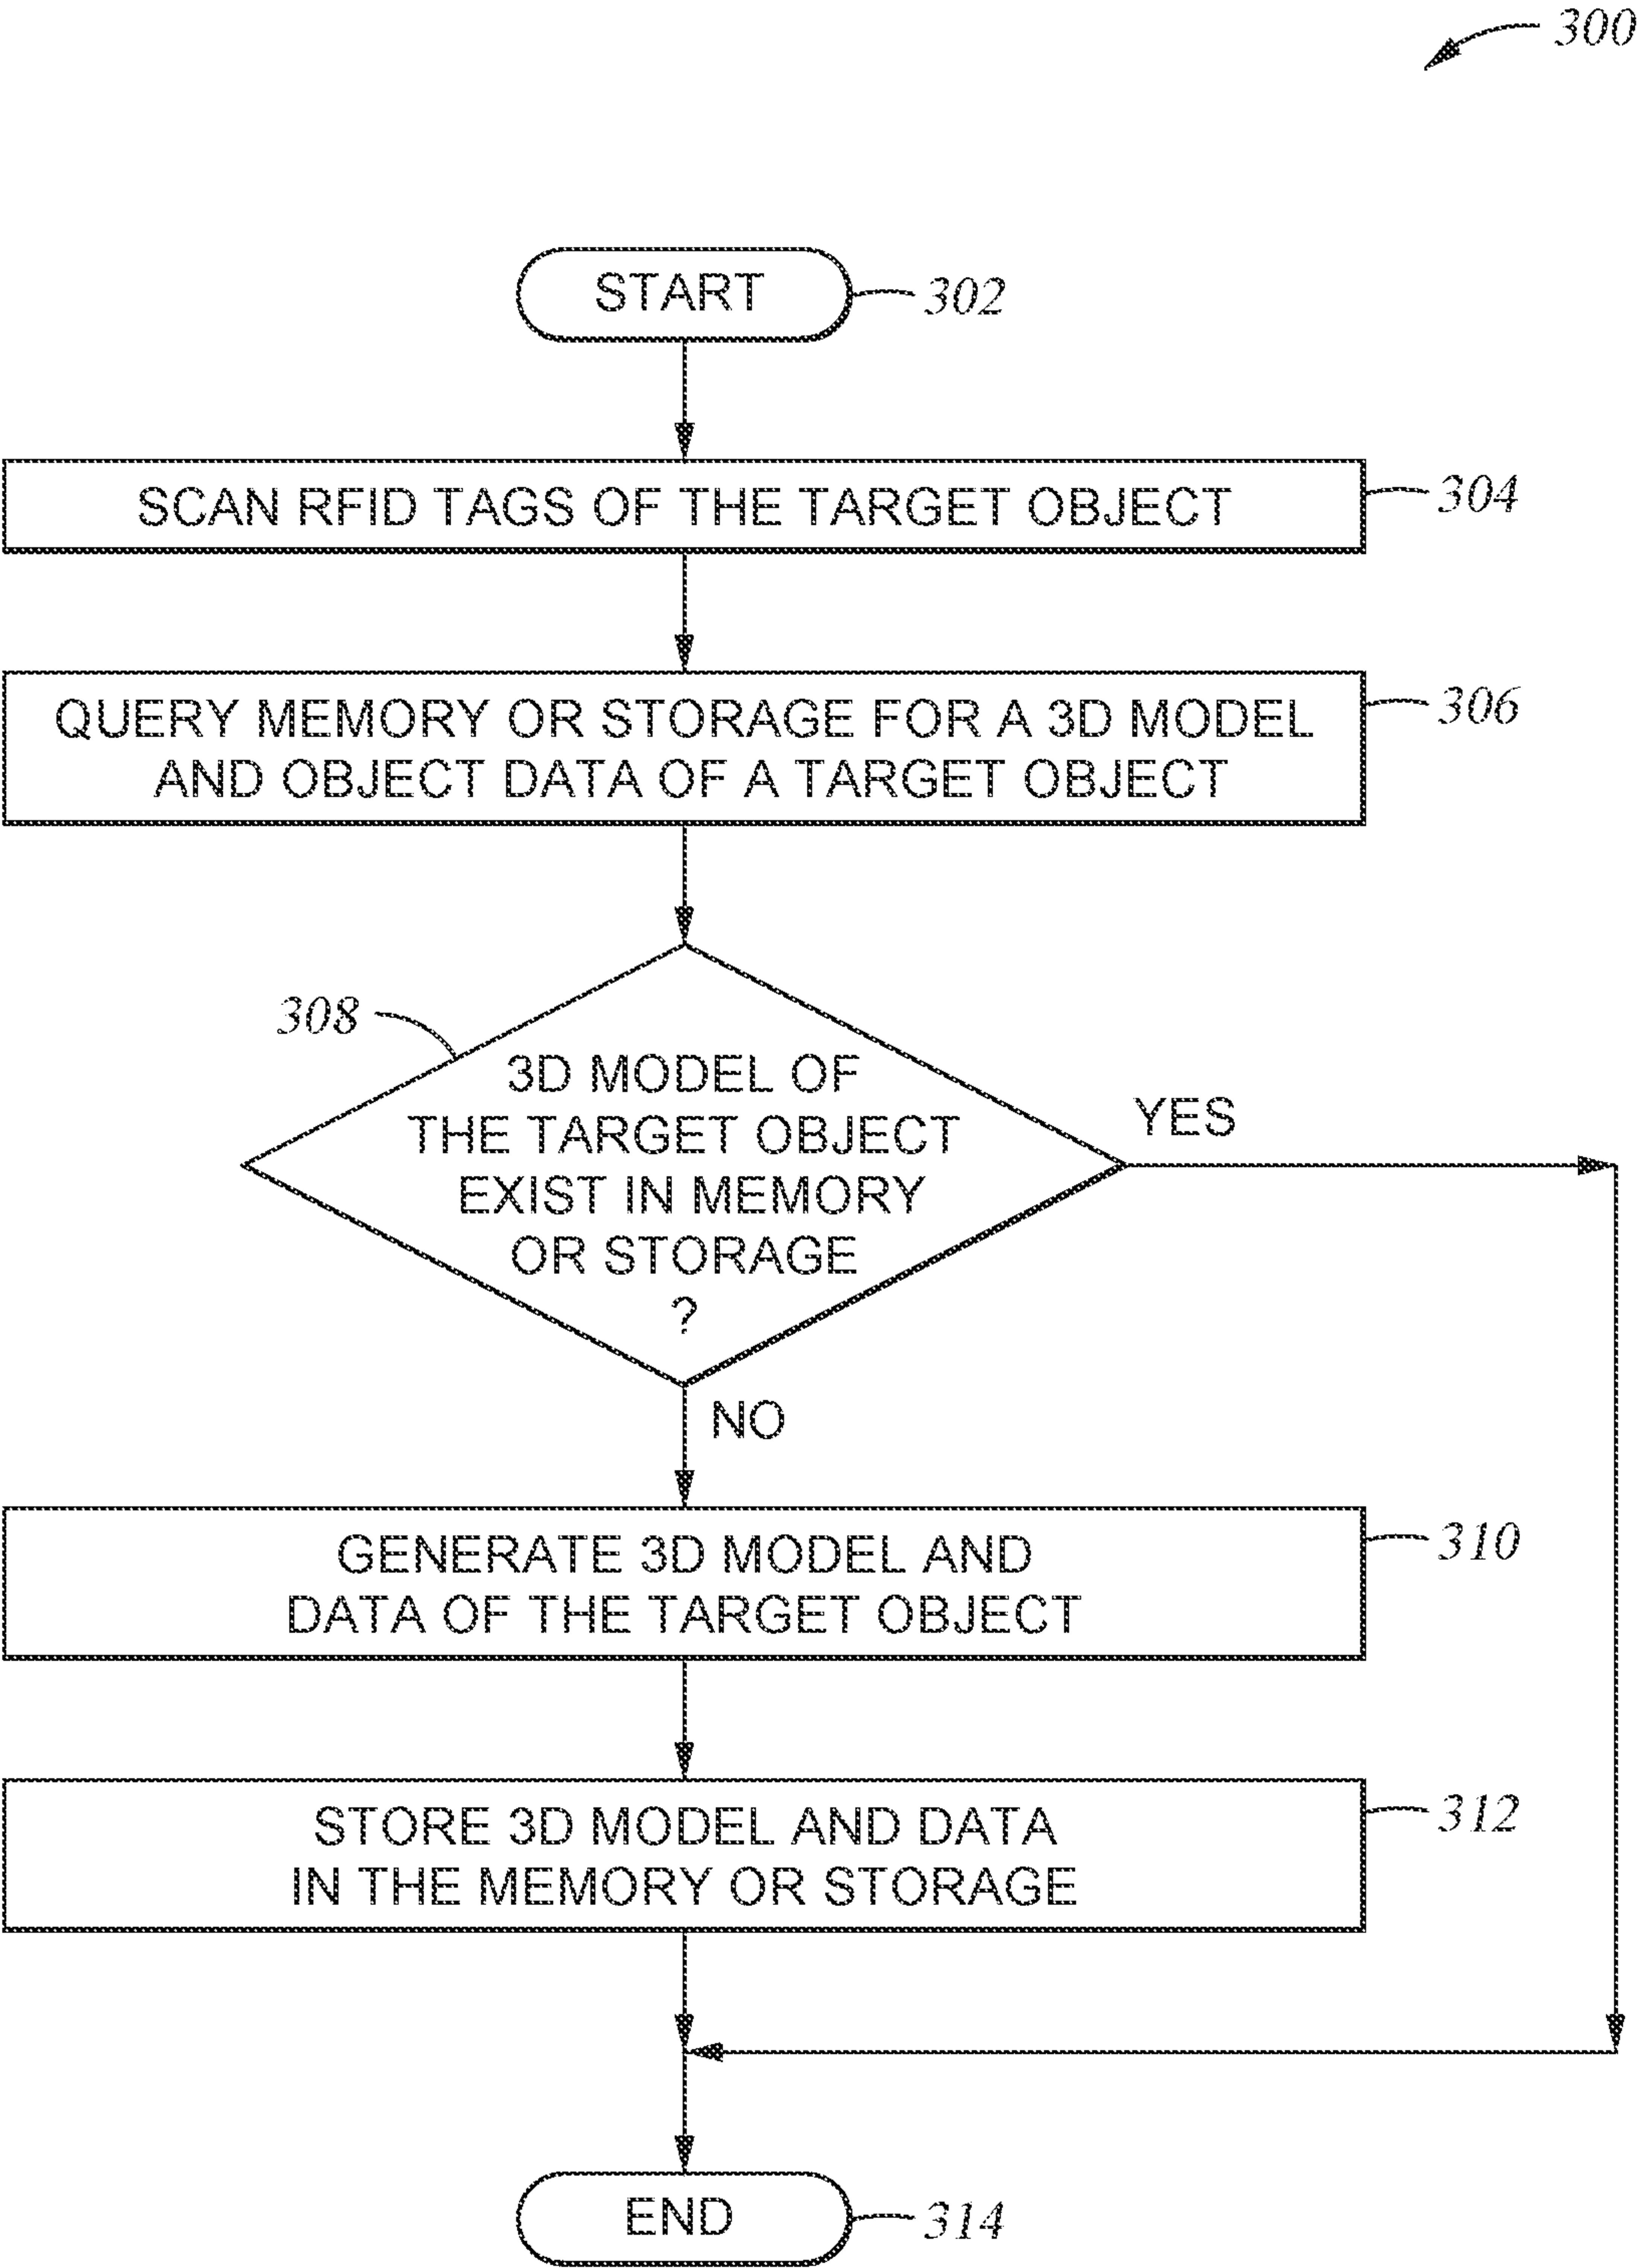 300
START
302
SCAN RFID TAGS OF THE TARGET OBJECT
304
QUERY MEMORY OR STORAGE FOR A 3D MODEL
AND OBJECT DATA OF A TARGET OBJECT
306
308
3D MODEL OF
THE TARGET OBJECT
EXIST IN MEMORY
OR STORAGE
?
YES
NO
GENERATE 3D MODEL AND
DATA OF THE TARGET OBJECT
310
STORE 3D MODEL AND DATA
IN THE MEMORY OR STORAGE
312
END
314